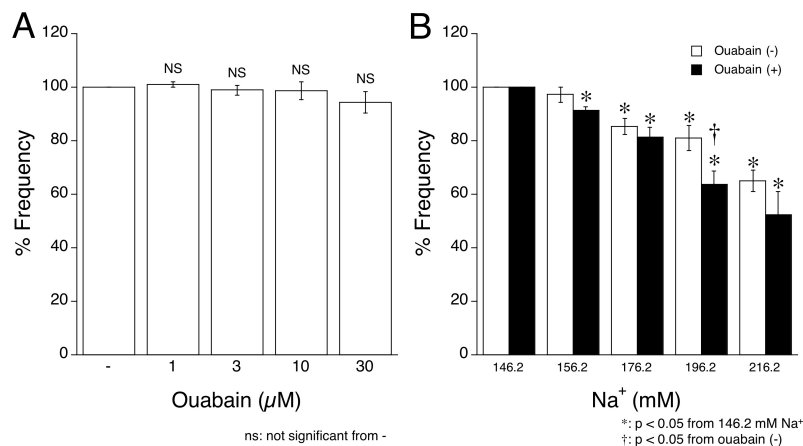 A
120
100
80
60
40
20
0
% Frequency
NS
NS
NS
NS
- 1 3 10 30
Ouabain (µM)
ns: not significant from -
B
120
100
80
60
40
20
0
% Frequency
Ouabain (-)
Ouabain (+)
*
*
*
*
†
*
*
*
146.2 156.2 176.2 196.2 216.2
Na⁺ (mM)
*: p < 0.05 from 146.2 mM Na⁺
†: p < 0.05 from ouabain (-)